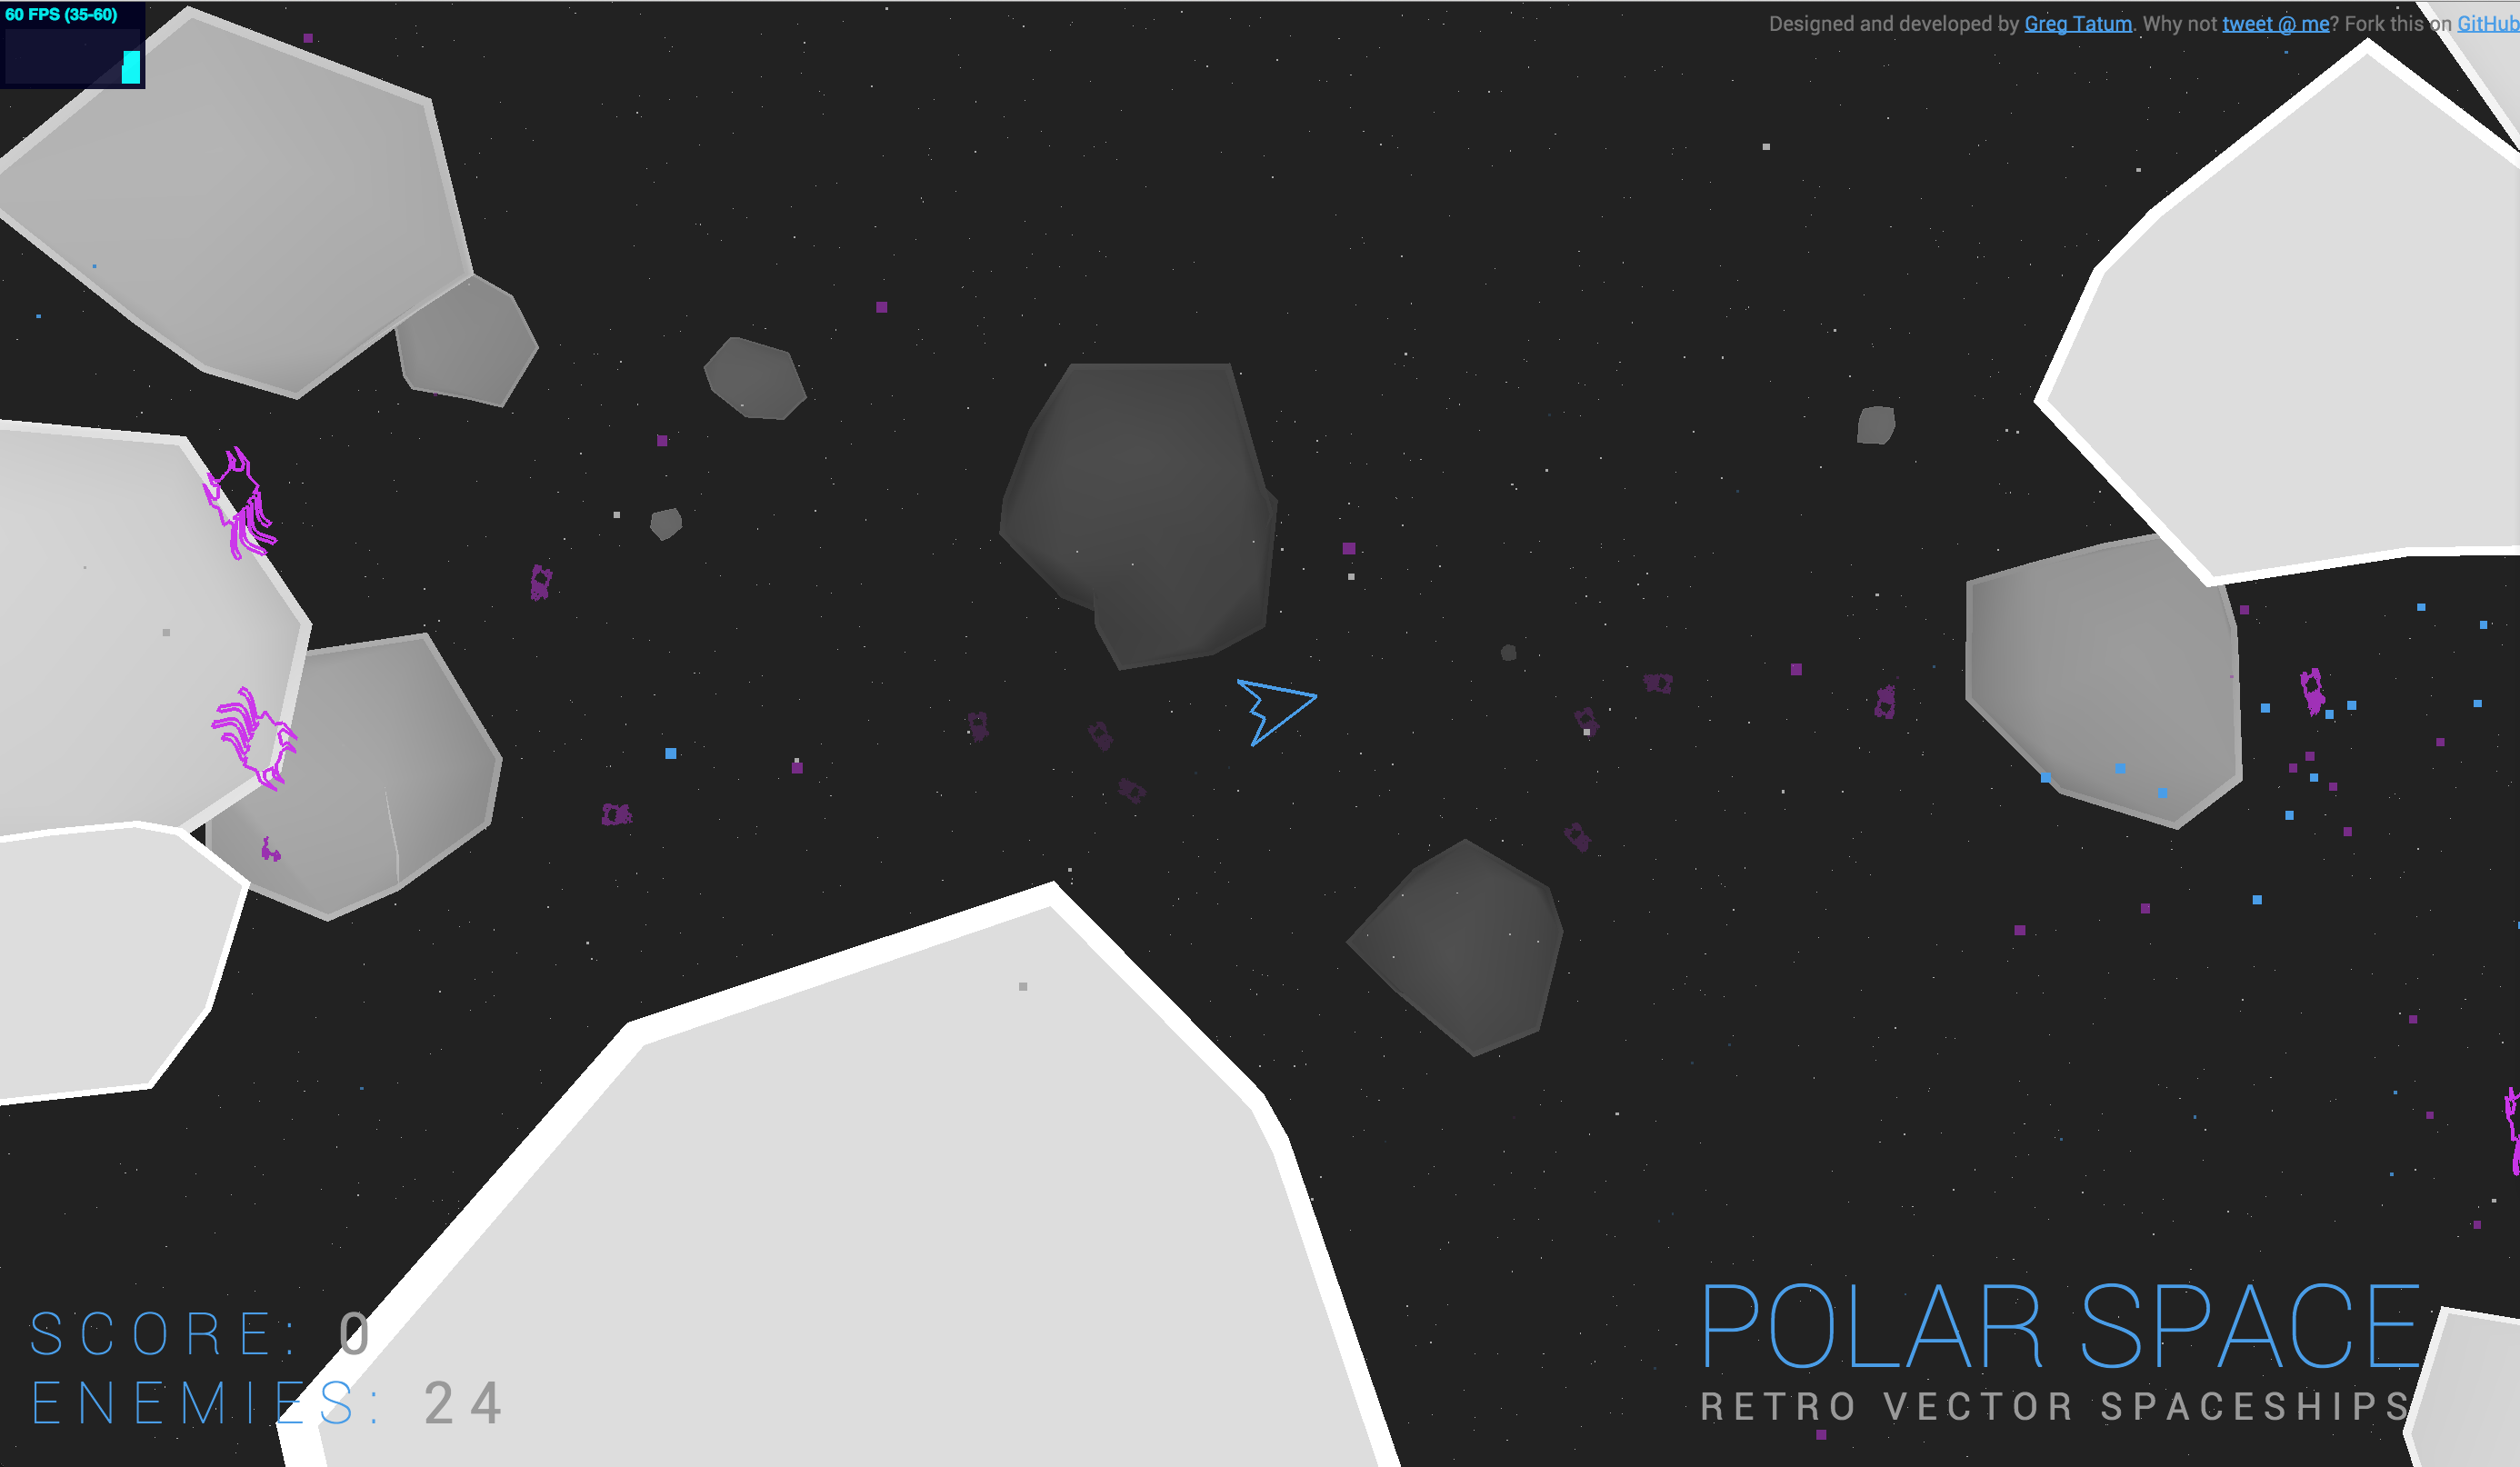 60 FPS (35-60)
Designed and developed by Greg Tatum. Why not tweet @ me? Fork this on GitHub
SCORE: 0
ENEMIES: 24
POLAR SPACE
RETRO VECTOR SPACESHIPS